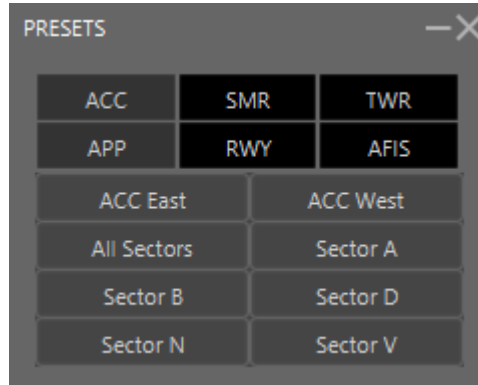 PRESETS
ACC SMR TWR
APP RWY AFIS
ACC East ACC West
All Sectors Sector A
Sector B Sector D
Sector N Sector V